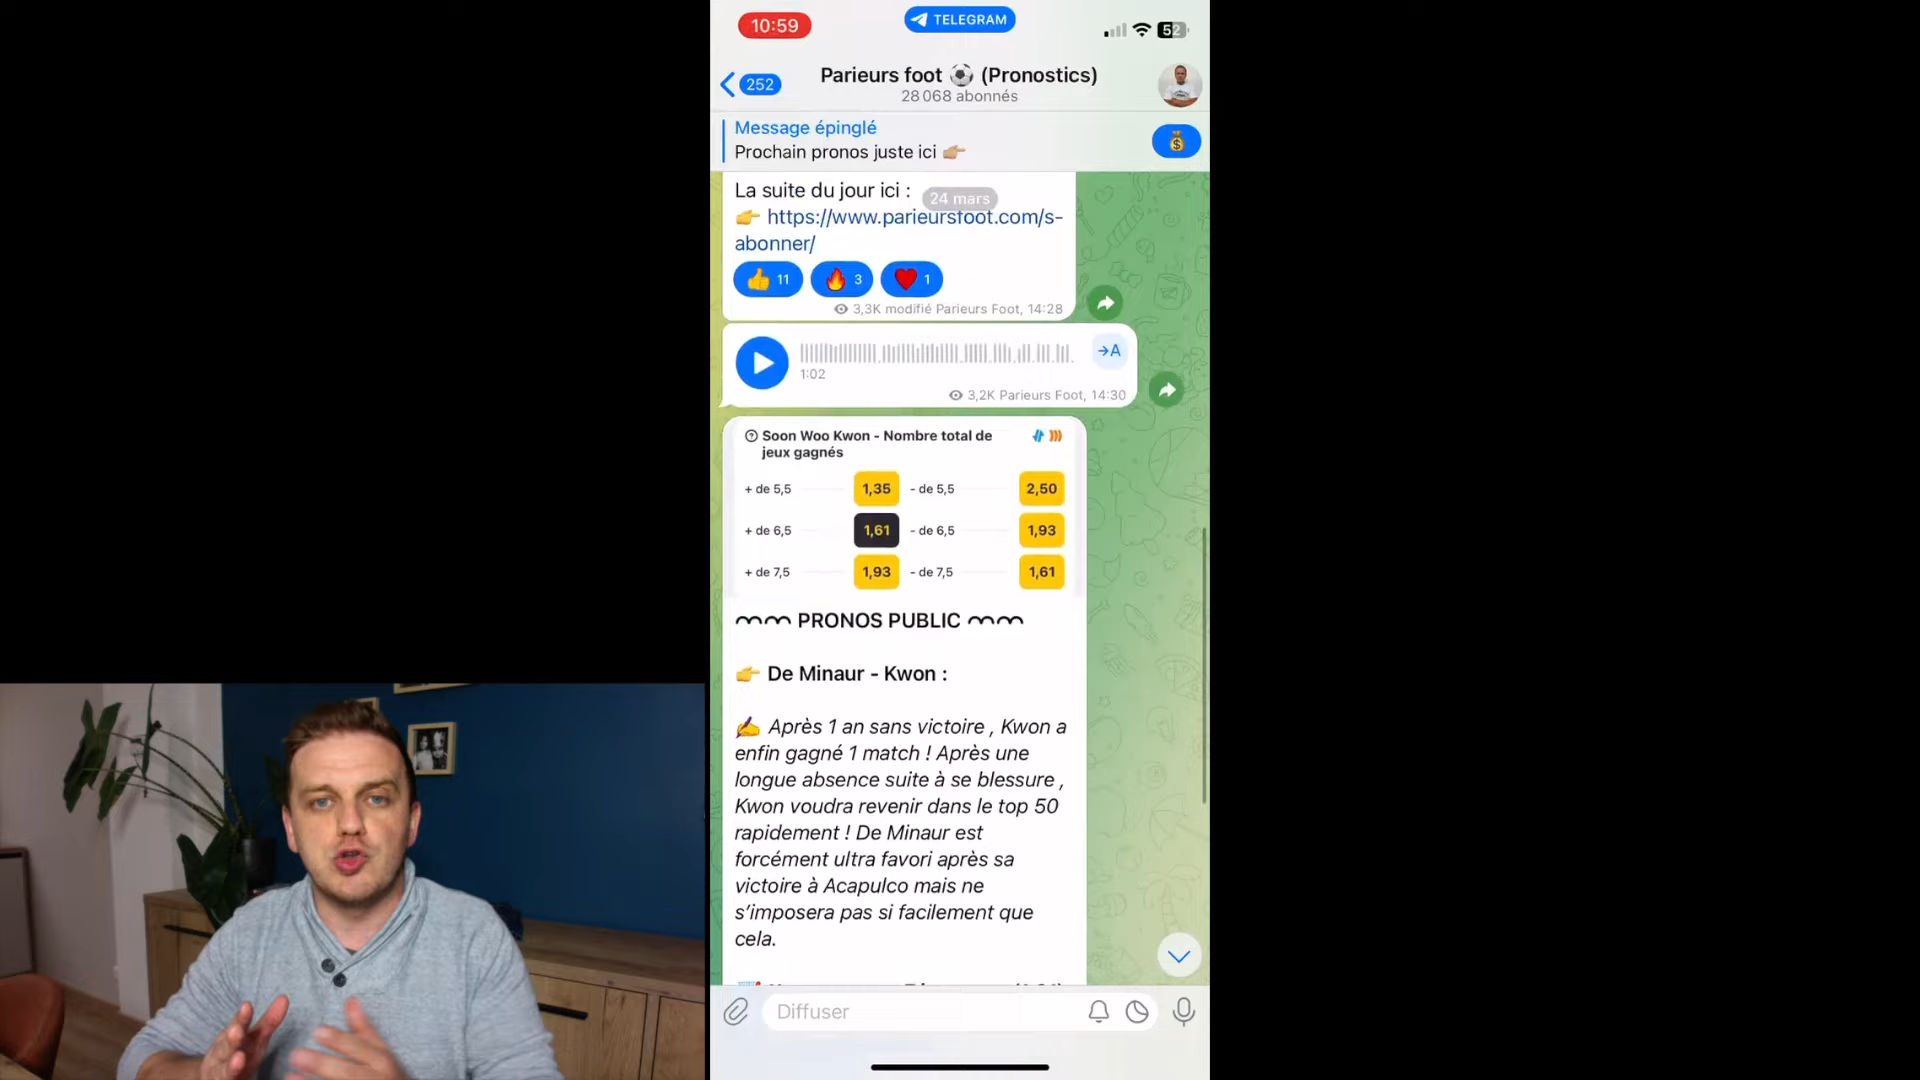 10:59
TELEGRAM
52
252
Parieurs foot ⚽ (Pronostics)
28 068 abonnés
Message épinglé
Prochain pronos juste ici 👉🏼
24 mars
La suite du jour ici :
👉 https://www.parieursfoot.com/s-
abonner/
👍 11 🔥 3 ❤️ 1
3,3K modifié Parieurs Foot, 14:28
→A
1:02
3,2K Parieurs Foot, 14:30
Soon Woo Kwon - Nombre total de
jeux gagnés
+ de 5,5 1,35 - de 5,5 2,50
+ de 6,5 1,61 - de 6,5 1,93
+ de 7,5 1,93 - de 7,5 1,61
PRONOS PUBLIC
👉 De Minaur - Kwon :
✍️ Après 1 an sans victoire , Kwon a
enfin gagné 1 match ! Après une
longue absence suite à se blessure ,
Kwon voudra revenir dans le top 50
rapidement ! De Minaur est
forcément ultra favori après sa
victoire à Acapulco mais ne
s'imposera pas si facilement que
cela.
Diffuser